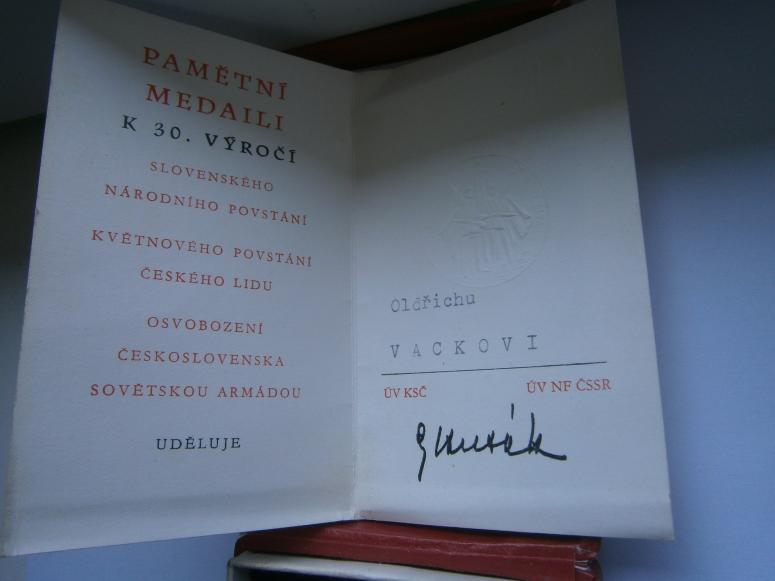 PAMĚTNÍ
MEDAILI
K 30. VÝROČÍ
SLOVENSKÉHO
NÁRODNÍHO POVSTÁNÍ
KVĚTNOVÉHO POVSTÁNÍ
ČESKÉHO LIDU
OSVOBOZENÍ
ČESKOSLOVENSKA
SOVĚTSKOU ARMÁDOU
UDĚLUJE
Oldřichu
VACKOVI
ÚV KSČ ÚV NF ČSSR
GHusák